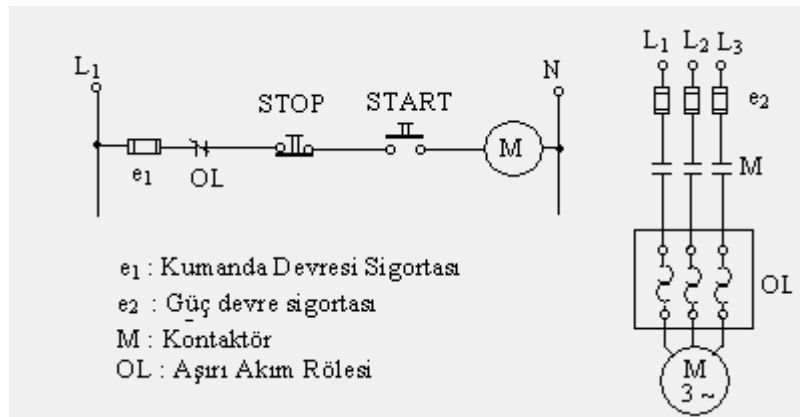 L1
N
STOP
START
e1
OL
M
e1 : Kumanda Devresi Sigortası
e2 : Güç devre sigortası
M : Kontaktör
OL : Aşırı Akım Rölesi
L1 L2 L3
e2
M
OL
M
3 ~